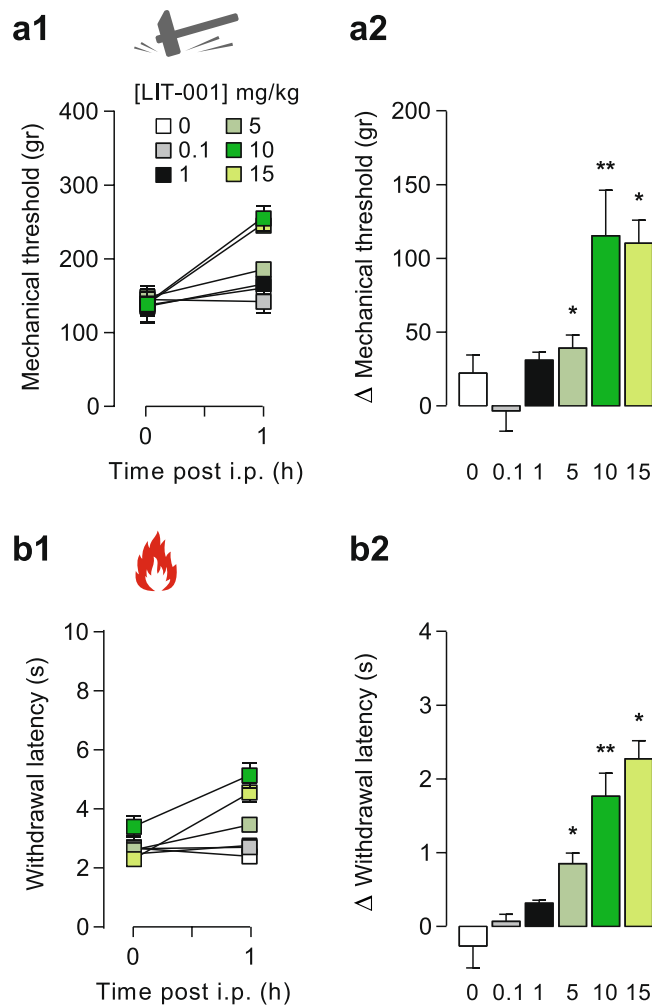 a1
a2
[LIT-001] mg/kg
0
5
0.1
10
1
15
Mechanical threshold (gr)
400
300
200
100
0
0
1
Time post i.p. (h)
Δ Mechanical threshold (gr)
200
150
100
50
0
*
**
*
0 0.1 1 5 10 15
b1
b2
Withdrawal latency (s)
10
8
6
4
2
0
0
1
Time post i.p. (h)
Δ Withdrawal latency (s)
4
3
2
1
0
*
**
*
0 0.1 1 5 10 15